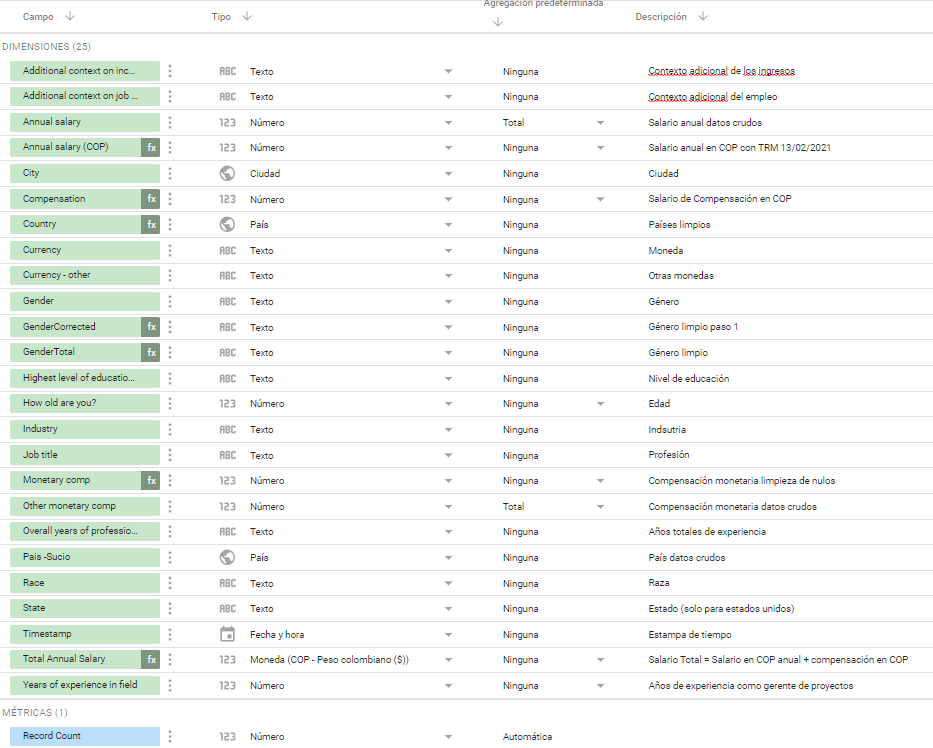 Campo Tipo Agregación predeterminada Descripción
DIMENSIONES (25)
Additional context on inc... ABC Texto Ninguna Contexto adicional de los ingresos
Additional context on job ... ABC Texto Ninguna Contexto adicional del empleo
Annual salary 123 Número Total Salario anual datos crudos
Annual salary (COP) fx 123 Número Ninguna Salario anual en COP con TRM 13/02/2021
City Ciudad Ninguna Ciudad
Compensation fx 123 Número Ninguna Salario de Compensación en COP
Country fx País Ninguna Países limpios
Currency ABC Texto Ninguna Moneda
Currency - other ABC Texto Ninguna Otras monedas
Gender ABC Texto Ninguna Género
GenderCorrected fx ABC Texto Ninguna Género limpio paso 1
GenderTotal fx ABC Texto Ninguna Género limpio
Highest level of educatio... ABC Texto Ninguna Nivel de educación
How old are you? 123 Número Ninguna Edad
Industry ABC Texto Ninguna Indsutria
Job title ABC Texto Ninguna Profesión
Monetary comp fx 123 Número Ninguna Compensación monetaria limpieza de nulos
Other monetary comp 123 Número Total Compensación monetaria datos crudos
Overall years of professio... ABC Texto Ninguna Años totales de experiencia
Pais -Sucio País Ninguna País datos crudos
Race ABC Texto Ninguna Raza
State ABC Texto Ninguna Estado (solo para estados unidos)
Timestamp Fecha y hora Ninguna Estampa de tiempo
Total Annual Salary fx 123 Moneda (COP - Peso colombiano ($)) Ninguna Salario Total = Salario en COP anual + compensación en COP
Years of experience in field 123 Número Ninguna Años de experiencia como gerente de proyectos
MÉTRICAS (1)
Record Count 123 Número Automática